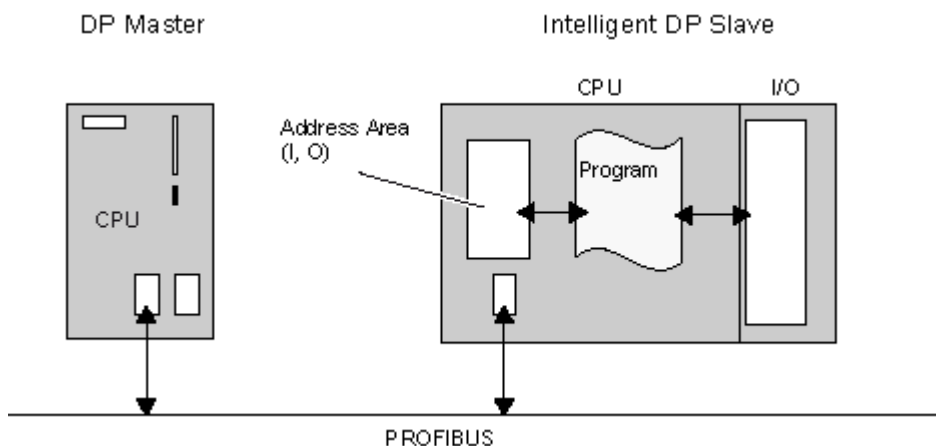 DP Master
Intelligent DP Slave
CPU
I/O
Address Area
(I, O)
Program
CPU
PROFIBUS